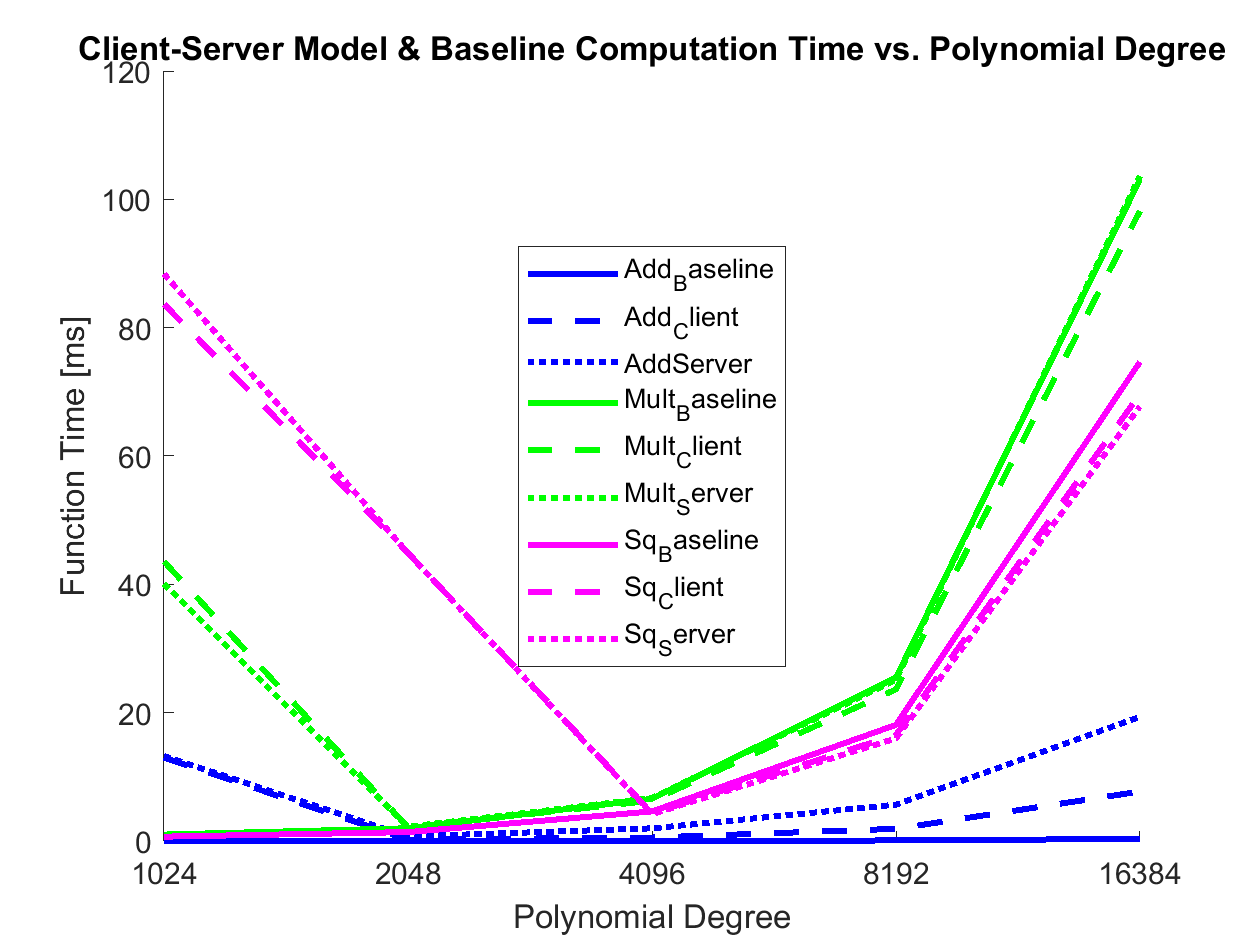 Client-Server Model & Baseline Computation Time vs. Polynomial Degree
120
100
80
60
40
20
0
Function Time [ms]
Add_Baseline
Add_Client
AddServer
Mult_Baseline
Mult_Client
Mult_Server
Sq_Baseline
Sq_Client
Sq_Server
1024 2048 4096 8192 16384
Polynomial Degree